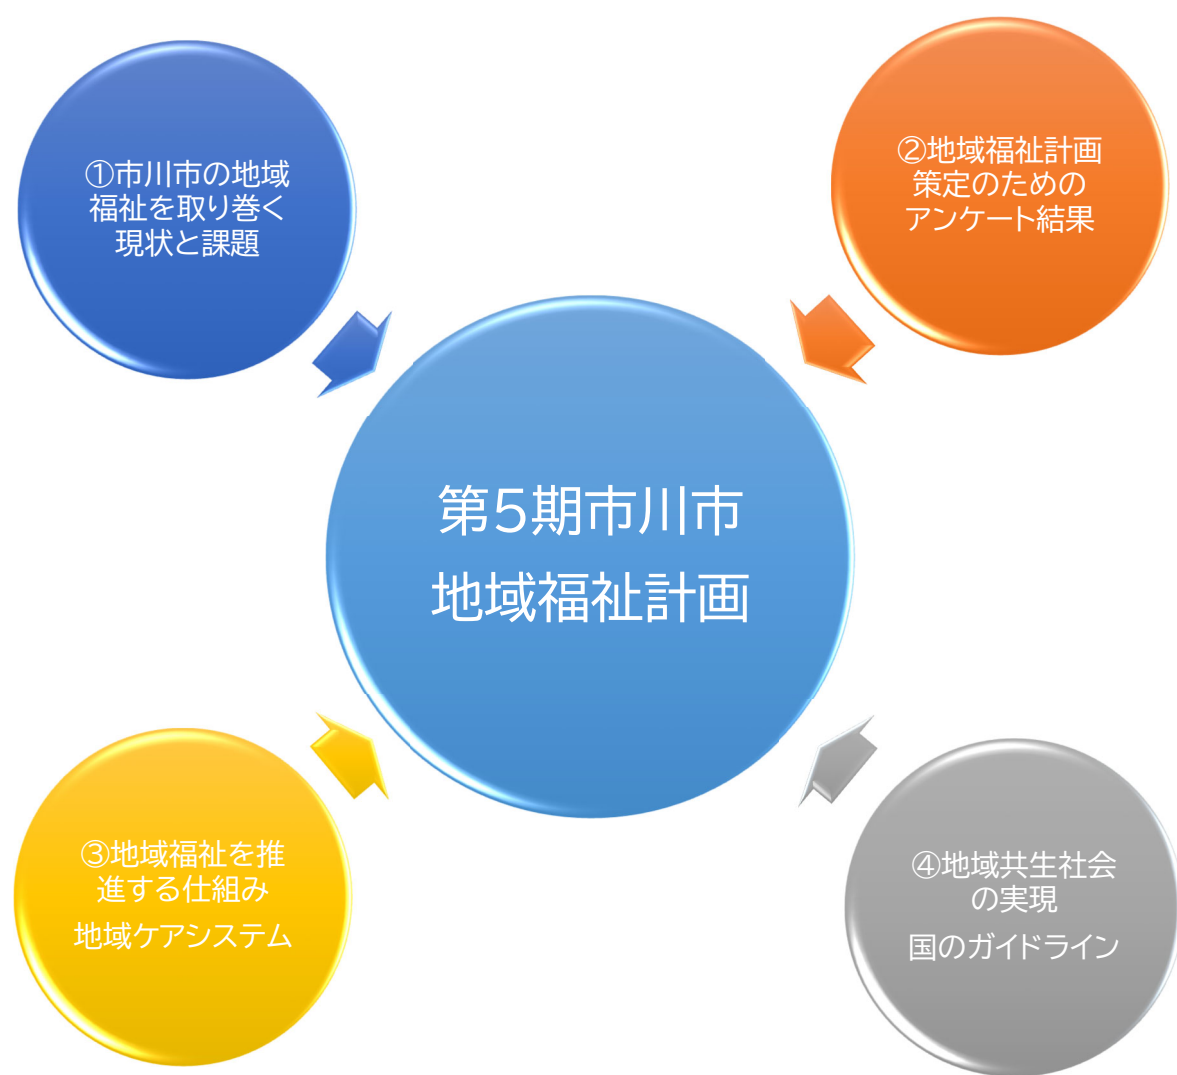 ①市川市の地域
福祉を取り巻く
現状と課題
②地域福祉計画
策定のための
アンケート結果
第5期市川市
地域福祉計画
③地域福祉を推
進する仕組み
地域ケアシステム
④地域共生社会
の実現
国のガイドライン